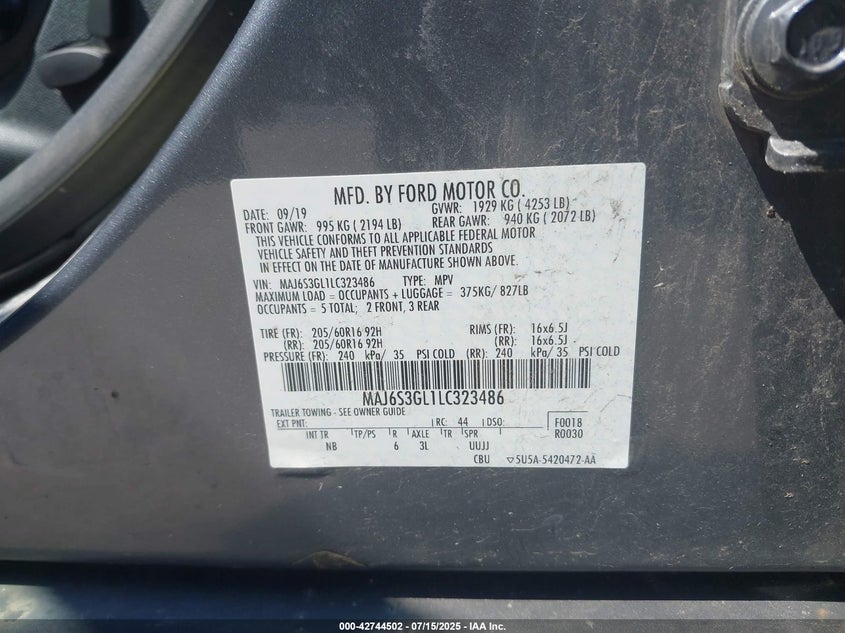 MFD. BY FORD MOTOR CO.
DATE: 09/19 GVWR: 1929 KG ( 4253 LB)
FRONT GAWR: 995 KG ( 2194 LB) REAR GAWR: 940 KG ( 2072 LB)
THIS VEHICLE CONFORMS TO ALL APPLICABLE FEDERAL MOTOR
VEHICLE SAFETY AND THEFT PREVENTION STANDARDS
IN EFFECT ON THE DATE OF MANUFACTURE SHOWN ABOVE.
VIN: MAJ6S3GL1LC323486 TYPE: MPV
MAXIMUM LOAD = OCCUPANTS + LUGGAGE = 375KG/ 827LB
OCCUPANTS = 5 TOTAL; 2 FRONT, 3 REAR
TIRE (FR): 205/60R16 92H RIMS (FR): 16x6.5J
(RR): 205/60R16 92H (RR): 16x6.5J
PRESSURE (FR): 240 kPa/ 35 PSI COLD (RR): 240 kPa/ 35 PSI COLD
MAJ6S3GL1LC323486
TRAILER TOWING - SEE OWNER GUIDE
EXT PNT: RC: 44 DSO: F0018
INT TR TP/PS R AXLE TR SPR R0030
NB 6 3L UUJJ
CBU 5U5A-5420472-AA
000-42744502 - 07/15/2025 - © IAA Inc.